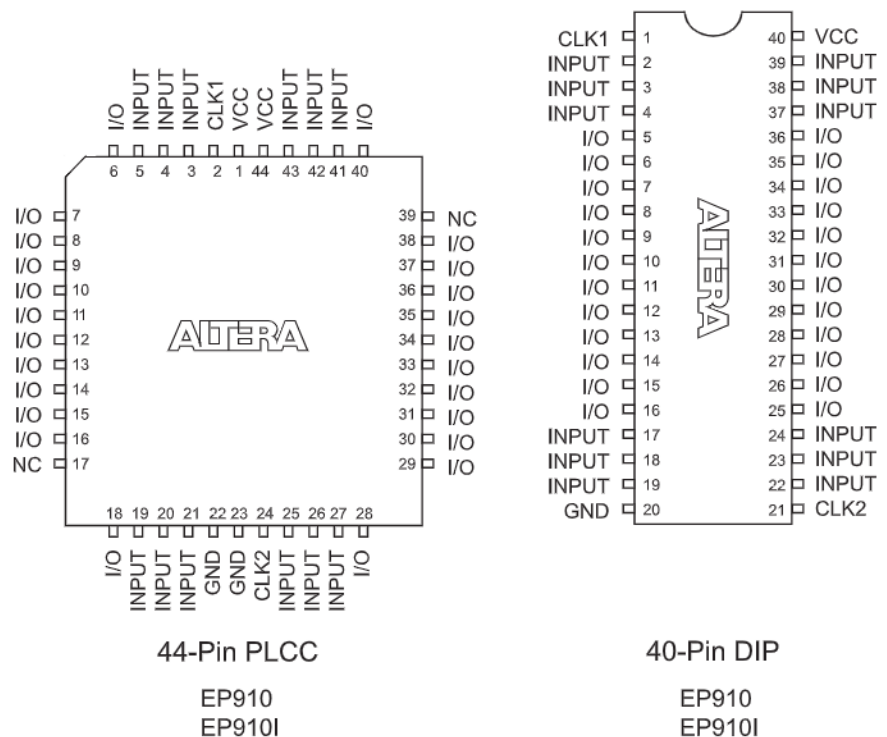 I/O INPUT INPUT INPUT CLK1 VCC VCC INPUT INPUT INPUT I/O
6 5 4 3 2 1 44 43 42 41 40
I/O 7 39 NC
I/O 8 38 I/O
I/O 9 37 I/O
I/O 10 36 I/O
I/O 11 35 I/O
I/O 12 34 I/O
I/O 13 33 I/O
I/O 14 32 I/O
I/O 15 31 I/O
I/O 16 30 I/O
NC 17 29 I/O
ALTERA
18 19 20 21 22 23 24 25 26 27 28
I/O INPUT INPUT INPUT GND GND CLK2 INPUT INPUT INPUT I/O
44-Pin PLCC
EP910
EP910I
CLK1 1 40 VCC
INPUT 2 39 INPUT
INPUT 3 38 INPUT
INPUT 4 37 INPUT
I/O 5 36 I/O
I/O 6 35 I/O
I/O 7 34 I/O
I/O 8 33 I/O
I/O 9 32 I/O
I/O 10 31 I/O
I/O 11 30 I/O
I/O 12 29 I/O
I/O 13 28 I/O
I/O 14 27 I/O
I/O 15 26 I/O
I/O 16 25 I/O
INPUT 17 24 INPUT
INPUT 18 23 INPUT
INPUT 19 22 INPUT
GND 20 21 CLK2
ALTERA
40-Pin DIP
EP910
EP910I